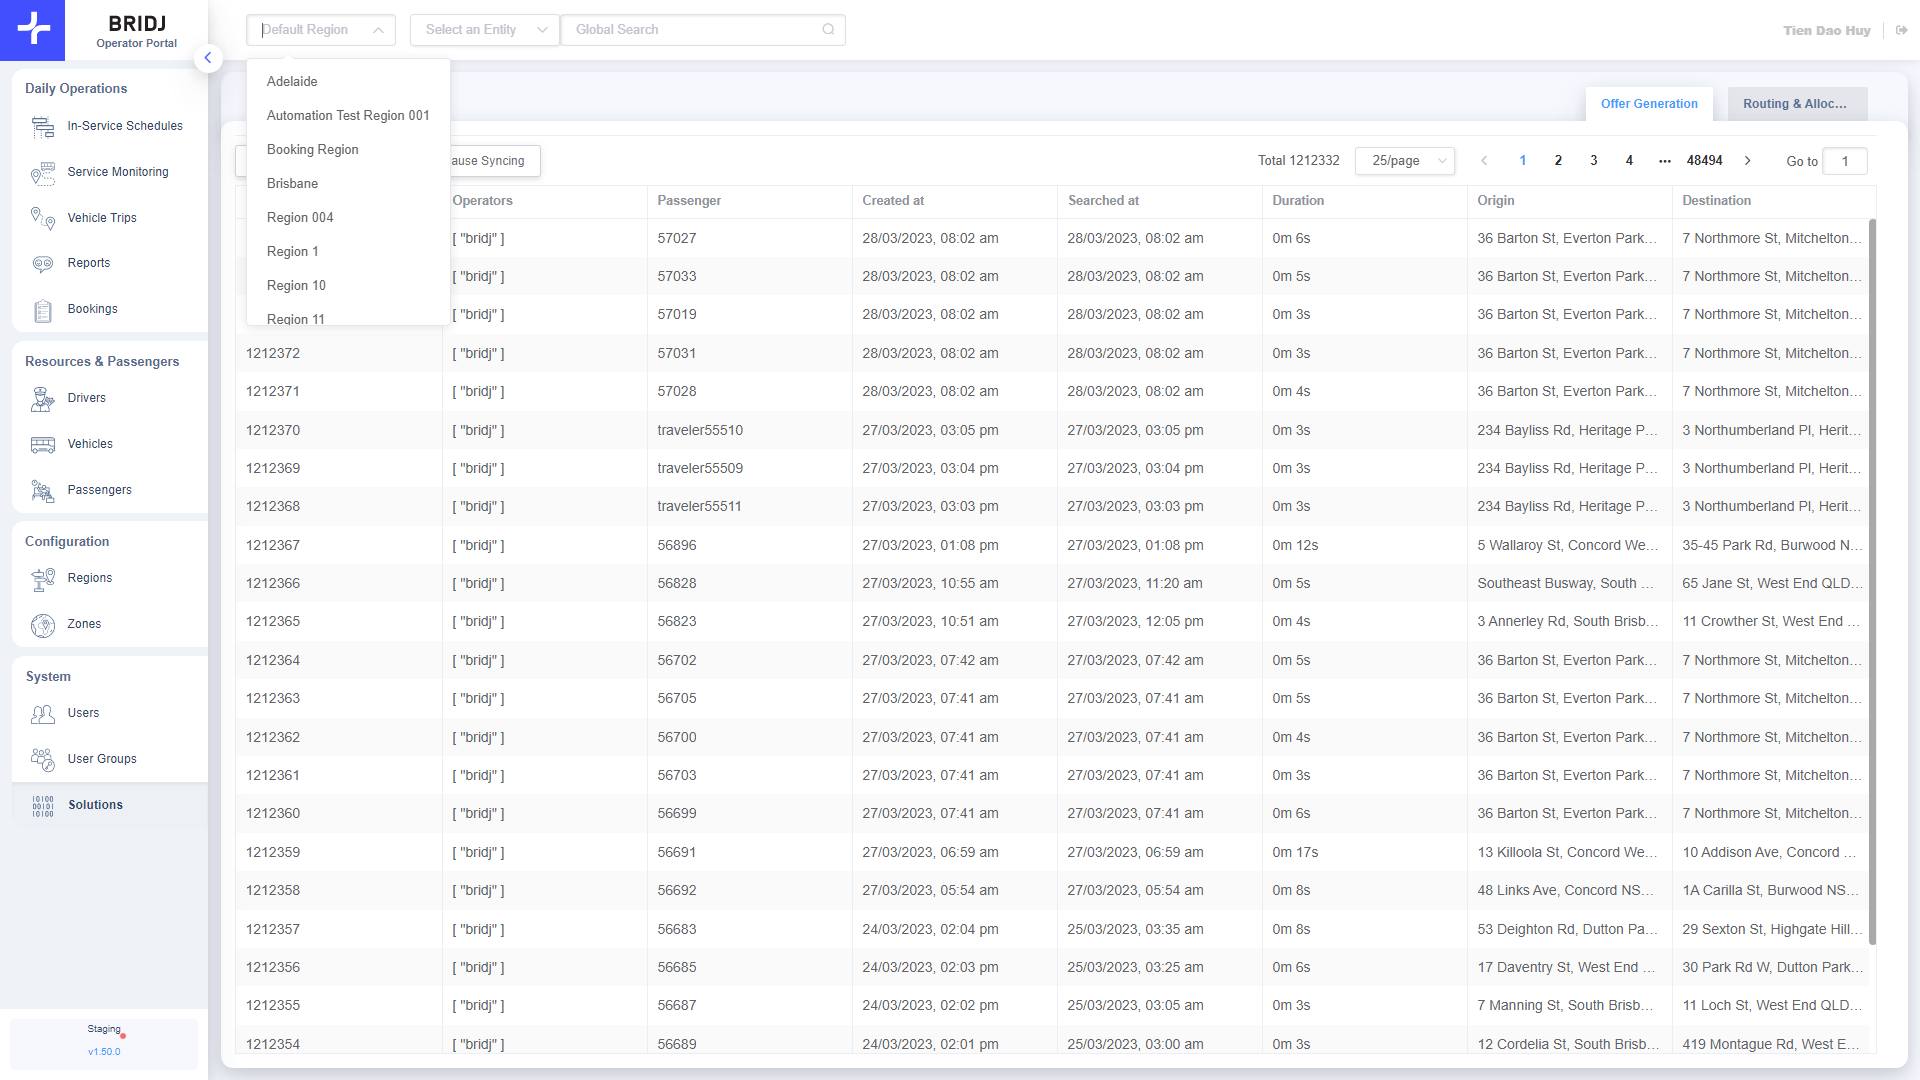 BRIDJ
Operator Portal
Default Region
Select an Entity
Global Search
Tien Dao Huy
Daily Operations
In-Service Schedules
Service Monitoring
Vehicle Trips
Reports
Bookings
Resources & Passengers
Drivers
Vehicles
Passengers
Configuration
Regions
Zones
System
Users
User Groups
Solutions
Staging
v1.50.0
Adelaide
Automation Test Region 001
Booking Region
Brisbane
Region 004
Region 1
Region 10
Region 11
Offer Generation
Routing & Alloc...
ause Syncing
Total 1212332
25/page
1 2 3 4 ... 48494
Go to 1
Operators Passenger Created at Searched at Duration Origin Destination
[ "bridj" ] 57027 28/03/2023, 08:02 am 28/03/2023, 08:02 am 0m 6s 36 Barton St, Everton Park... 7 Northmore St, Mitchelton...
[ "bridj" ] 57033 28/03/2023, 08:02 am 28/03/2023, 08:02 am 0m 5s 36 Barton St, Everton Park... 7 Northmore St, Mitchelton...
[ "bridj" ] 57019 28/03/2023, 08:02 am 28/03/2023, 08:02 am 0m 3s 36 Barton St, Everton Park... 7 Northmore St, Mitchelton...
1212372 [ "bridj" ] 57031 28/03/2023, 08:02 am 28/03/2023, 08:02 am 0m 3s 36 Barton St, Everton Park... 7 Northmore St, Mitchelton...
1212371 [ "bridj" ] 57028 28/03/2023, 08:02 am 28/03/2023, 08:02 am 0m 4s 36 Barton St, Everton Park... 7 Northmore St, Mitchelton...
1212370 [ "bridj" ] traveler55510 27/03/2023, 03:05 pm 27/03/2023, 03:05 pm 0m 3s 234 Bayliss Rd, Heritage P... 3 Northumberland Pl, Herit...
1212369 [ "bridj" ] traveler55509 27/03/2023, 03:04 pm 27/03/2023, 03:04 pm 0m 3s 234 Bayliss Rd, Heritage P... 3 Northumberland Pl, Herit...
1212368 [ "bridj" ] traveler55511 27/03/2023, 03:03 pm 27/03/2023, 03:03 pm 0m 3s 234 Bayliss Rd, Heritage P... 3 Northumberland Pl, Herit...
1212367 [ "bridj" ] 56896 27/03/2023, 01:08 pm 27/03/2023, 01:08 pm 0m 12s 5 Wallaroy St, Concord We... 35-45 Park Rd, Burwood N...
1212366 [ "bridj" ] 56828 27/03/2023, 10:55 am 27/03/2023, 11:20 am 0m 5s Southeast Busway, South ... 65 Jane St, West End QLD...
1212365 [ "bridj" ] 56823 27/03/2023, 10:51 am 27/03/2023, 12:05 pm 0m 4s 3 Annerley Rd, South Brisb... 11 Crowther St, West End ...
1212364 [ "bridj" ] 56702 27/03/2023, 07:42 am 27/03/2023, 07:42 am 0m 5s 36 Barton St, Everton Park... 7 Northmore St, Mitchelton...
1212363 [ "bridj" ] 56705 27/03/2023, 07:41 am 27/03/2023, 07:41 am 0m 5s 36 Barton St, Everton Park... 7 Northmore St, Mitchelton...
1212362 [ "bridj" ] 56700 27/03/2023, 07:41 am 27/03/2023, 07:41 am 0m 4s 36 Barton St, Everton Park... 7 Northmore St, Mitchelton...
1212361 [ "bridj" ] 56703 27/03/2023, 07:41 am 27/03/2023, 07:41 am 0m 3s 36 Barton St, Everton Park... 7 Northmore St, Mitchelton...
1212360 [ "bridj" ] 56699 27/03/2023, 07:41 am 27/03/2023, 07:41 am 0m 6s 36 Barton St, Everton Park... 7 Northmore St, Mitchelton...
1212359 [ "bridj" ] 56691 27/03/2023, 06:59 am 27/03/2023, 06:59 am 0m 17s 13 Killoola St, Concord We... 10 Addison Ave, Concord ...
1212358 [ "bridj" ] 56692 27/03/2023, 05:54 am 27/03/2023, 05:54 am 0m 8s 48 Links Ave, Concord NS... 1A Carilla St, Burwood NS...
1212357 [ "bridj" ] 56683 24/03/2023, 02:04 pm 25/03/2023, 03:35 am 0m 8s 53 Deighton Rd, Dutton Pa... 29 Sexton St, Highgate Hill...
1212356 [ "bridj" ] 56685 24/03/2023, 02:03 pm 25/03/2023, 03:25 am 0m 6s 17 Daventry St, West End ... 30 Park Rd W, Dutton Park...
1212355 [ "bridj" ] 56687 24/03/2023, 02:02 pm 25/03/2023, 03:05 am 0m 3s 7 Manning St, South Brisb... 11 Loch St, West End QLD...
1212354 [ "bridj" ] 56689 24/03/2023, 02:01 pm 25/03/2023, 03:00 am 0m 3s 12 Cordelia St, South Brisb... 419 Montague Rd, West E...